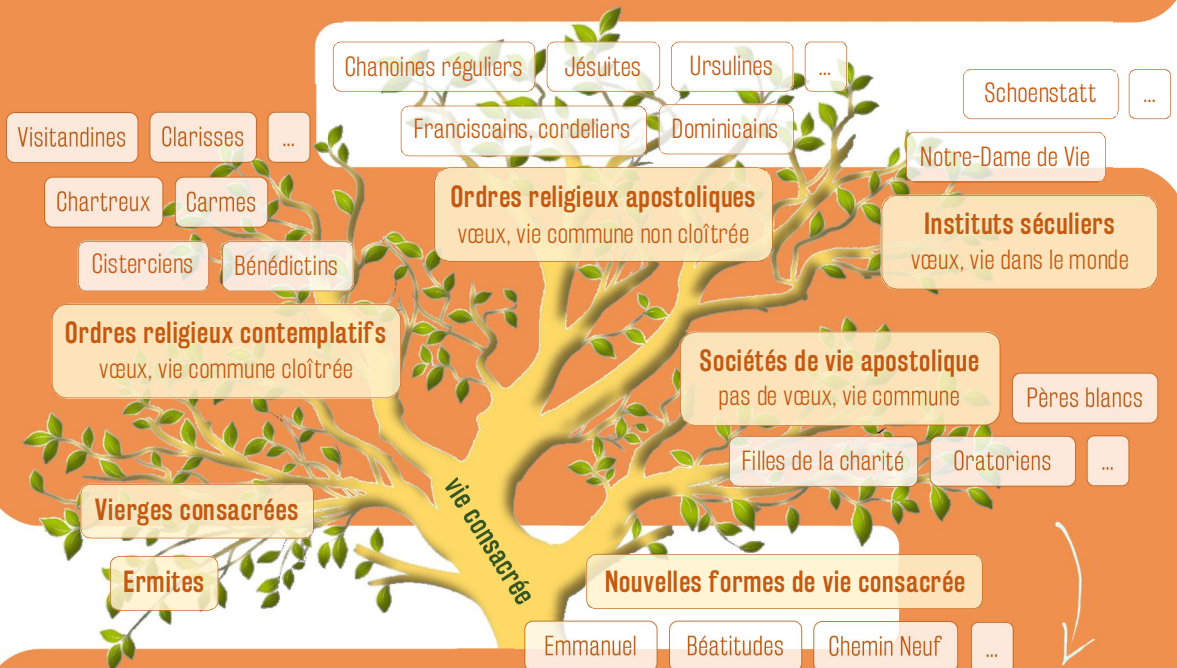 Chanoines réguliers
Jésuites
Ursulines
...
Franciscains, cordeliers
Dominicains
Ordres religieux apostoliques
vœux, vie commune non cloîtrée
Schoenstatt
...
Notre-Dame de Vie
Instituts séculiers
vœux, vie dans le monde
Visitandines
Clarisses
...
Chartreux
Carmes
Cisterciens
Bénédictins
Ordres religieux contemplatifs
vœux, vie commune cloîtrée
Sociétés de vie apostolique
pas de vœux, vie commune
Pères blancs
Filles de la charité
Oratoriens
...
vie consacrée
Vierges consacrées
Ermites
Nouvelles formes de vie consacrée
Emmanuel
Béatitudes
Chemin Neuf
...